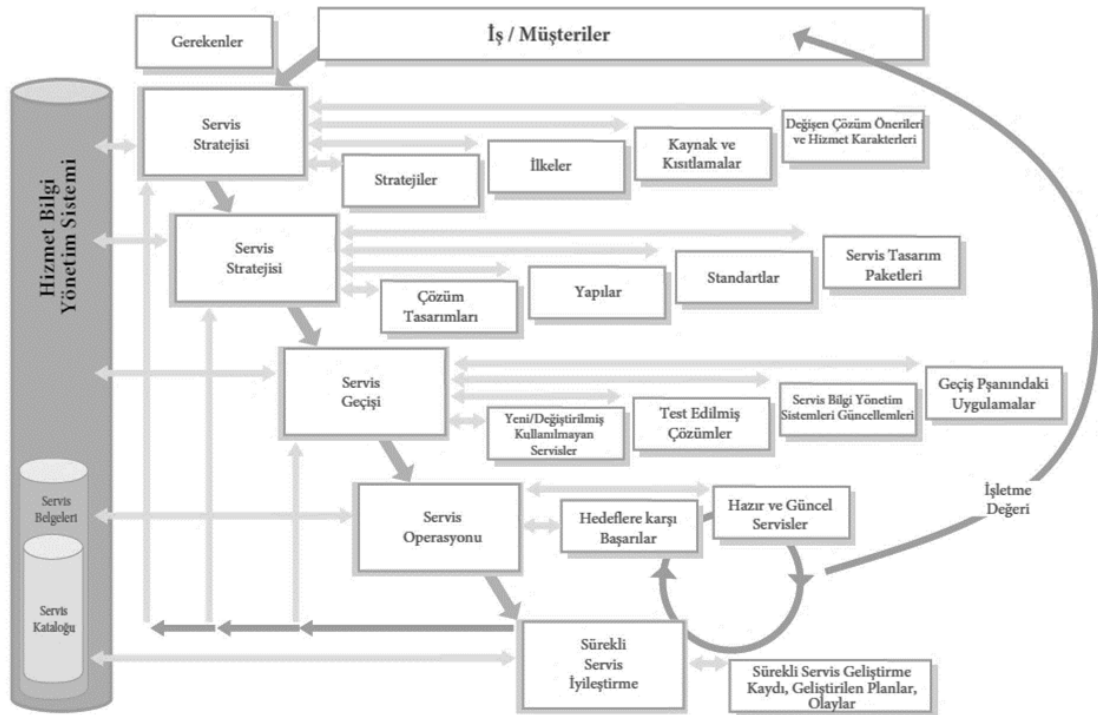 Gerekenler
İş / Müşteriler
Hizmet Bilgi
Yönetim Sistemi
Servis
Stratejisi
Stratejiler
İlkeler
Kaynak ve
Kısıtlamalar
Değişen Çözüm Önerileri
ve Hizmet Karakterleri
Servis
Stratejisi
Çözüm
Tasarımları
Yapılar
Standartlar
Servis Tasarım
Paketleri
Servis
Geçişi
Yeni/Değiştirilmiş
Kullanılmayan
Servisler
Test Edilmiş
Çözümler
Servis Bilgi Yönetim
Sistemleri Güncellemleri
Geçiş Pşanındaki
Uygulamalar
Servis
Belgeleri
Servis
Kataloğu
Servis
Operasyonu
Hedeflere karşı
Başarılar
Hazır ve Güncel
Servisler
İşletme
Değeri
Sürekli
Servis
İyileştirme
Sürekli Servis Geliştirme
Kaydı, Geliştirilen Planlar,
Olaylar